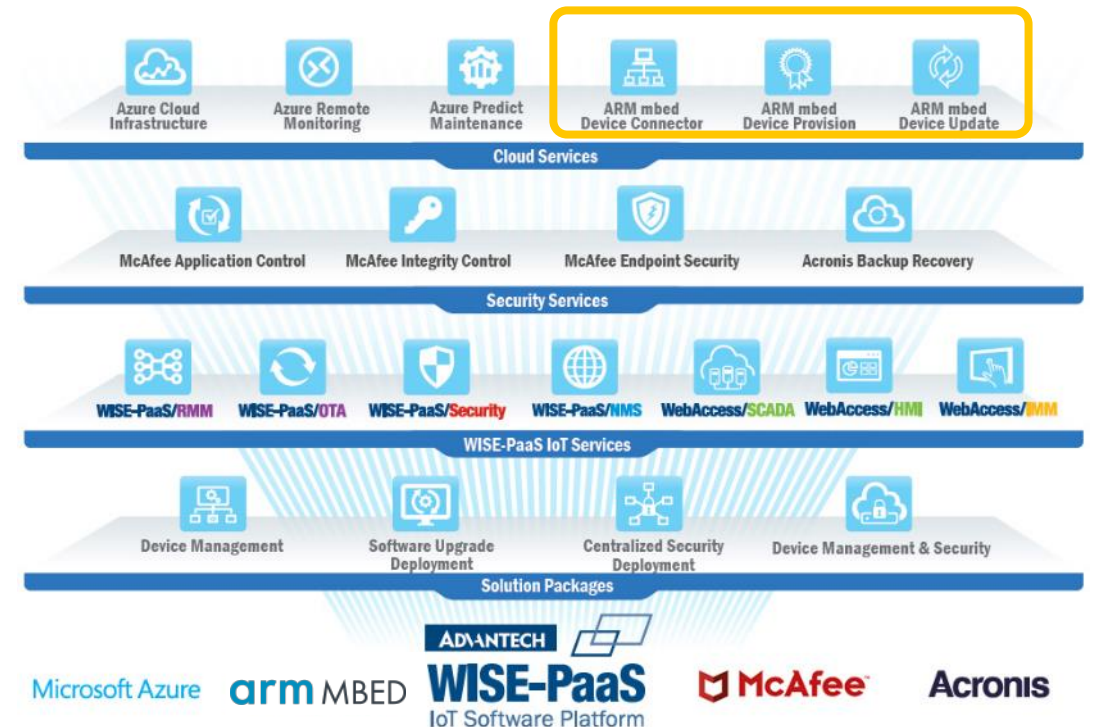 Azure Cloud
Infrastructure
Azure Remote
Monitoring
Azure Predict
Maintenance
ARM mbed
Device Connector
ARM mbed
Device Provision
ARM mbed
Device Update
Cloud Services
McAfee Application Control
McAfee Integrity Control
McAfee Endpoint Security
Acronis Backup Recovery
Security Services
WISE-PaaS/RMM
WISE-PaaS/OTA
WISE-PaaS/Security
WISE-PaaS/NMS
WebAccess/SCADA
WebAccess/HMI
WebAccess/IMM
WISE-PaaS IoT Services
Device Management
Software Upgrade
Deployment
Centralized Security
Deployment
Device Management & Security
Solution Packages
Microsoft Azure
arm MBED
ADVANTECH
WISE-PaaS
IoT Software Platform
McAfee
Acronis